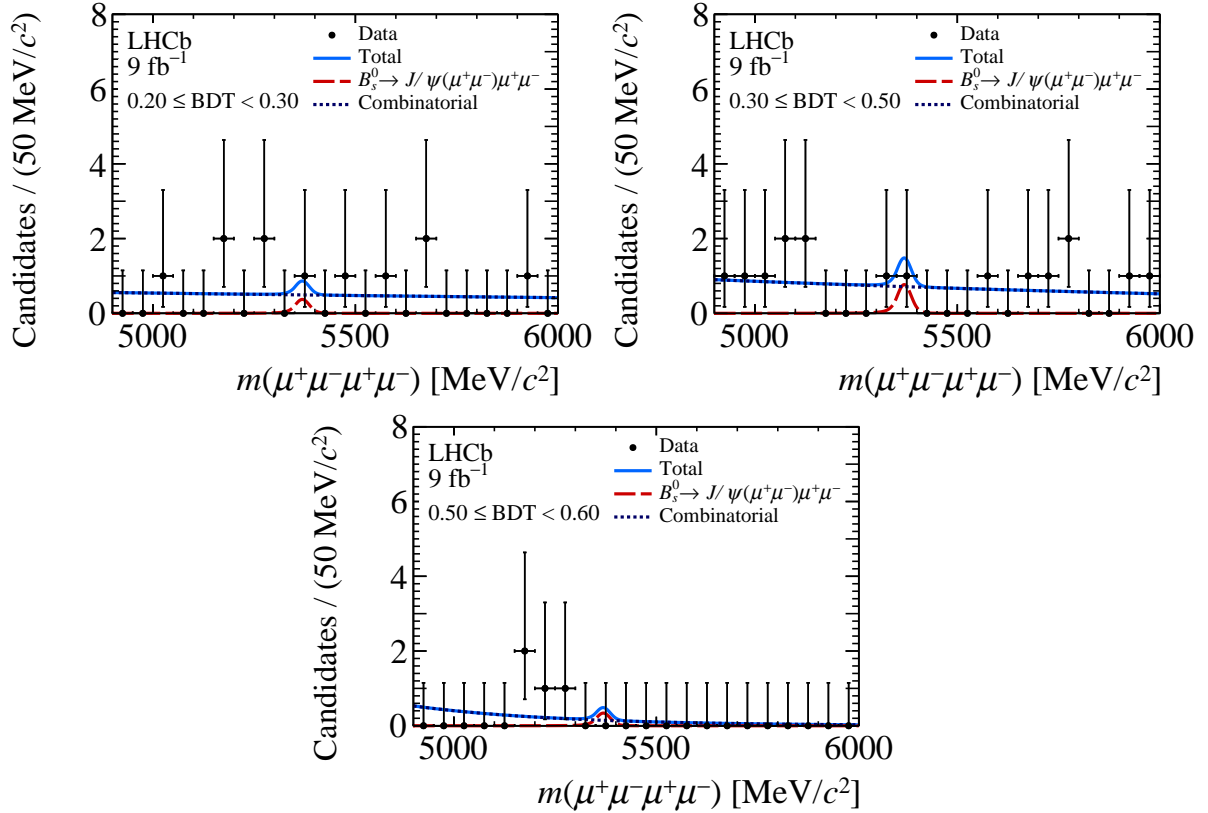 Candidates / (50 MeV/c²)
8
6
4
2
0
LHCb
9 fb⁻¹
0.20 ≤ BDT < 0.30
Data
Total
B⁰ₛ → J/ψ(μ⁺μ⁻)μ⁺μ⁻
Combinatorial
5000 5500 6000
m(μ⁺μ⁻μ⁺μ⁻) [MeV/c²]
Candidates / (50 MeV/c²)
8
6
4
2
0
LHCb
9 fb⁻¹
0.30 ≤ BDT < 0.50
Data
Total
B⁰ₛ → J/ψ(μ⁺μ⁻)μ⁺μ⁻
Combinatorial
5000 5500 6000
m(μ⁺μ⁻μ⁺μ⁻) [MeV/c²]
Candidates / (50 MeV/c²)
8
6
4
2
0
LHCb
9 fb⁻¹
0.50 ≤ BDT < 0.60
Data
Total
B⁰ₛ → J/ψ(μ⁺μ⁻)μ⁺μ⁻
Combinatorial
5000 5500 6000
m(μ⁺μ⁻μ⁺μ⁻) [MeV/c²]